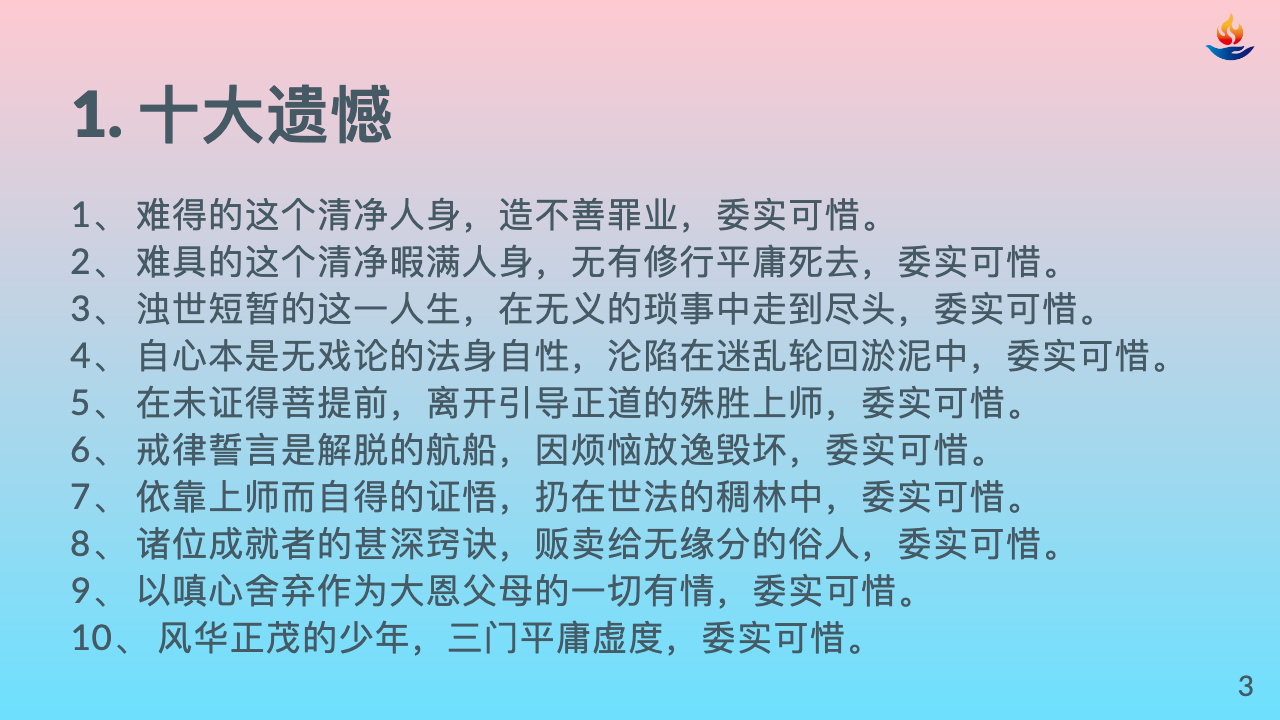 1. 十大遗憾
1、 难得的这个清净人身，造不善罪业，委实可惜。
2、 难具的这个清净暇满人身，无有修行平庸死去，委实可惜。
3、 浊世短暂的这一人生，在无义的琐事中走到尽头，委实可惜。
4、 自心本是无戏论的法身自性，沦陷在迷乱轮回淤泥中，委实可惜。
5、 在未证得菩提前，离开引导正道的殊胜上师，委实可惜。
6、 戒律誓言是解脱的航船，因烦恼放逸毁坏，委实可惜。
7、 依靠上师而自得的证悟，扔在世法的稠林中，委实可惜。
8、 诸位成就者的甚深窍诀，贩卖给无缘分的俗人，委实可惜。
9、 以嗔心舍弃作为大恩父母的一切有情，委实可惜。
10、 风华正茂的少年，三门平庸虚度，委实可惜。
3